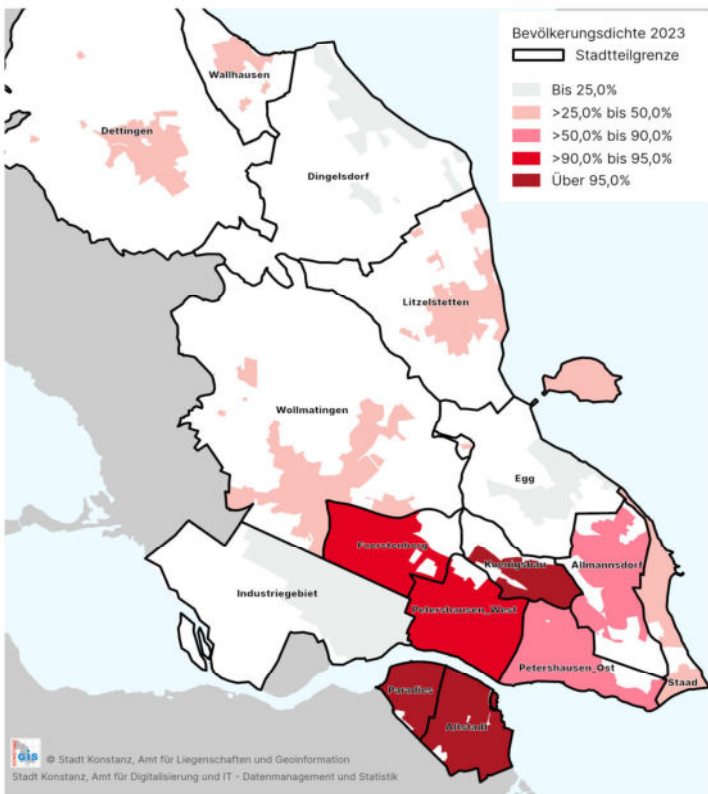 Bevölkerungsdichte 2023
Stadtteilgrenze
Bis 25,0%
>25,0% bis 50,0%
>50,0% bis 90,0%
>90,0% bis 95,0%
Über 95,0%
Wallhausen
Dettingen
Dingelsdorf
Litzelstetten
Wollmatingen
Egg
Fuerstenberg
Koenigsbau
Allmannsdorf
Industriegebiet
Petershausen_West
Petershausen_Ost
Staad
Paradies
Altstadt
GIS
© Stadt Konstanz, Amt für Liegenschaften und Geoinformation
Stadt Konstanz, Amt für Digitalisierung und IT - Datenmanagement und Statistik